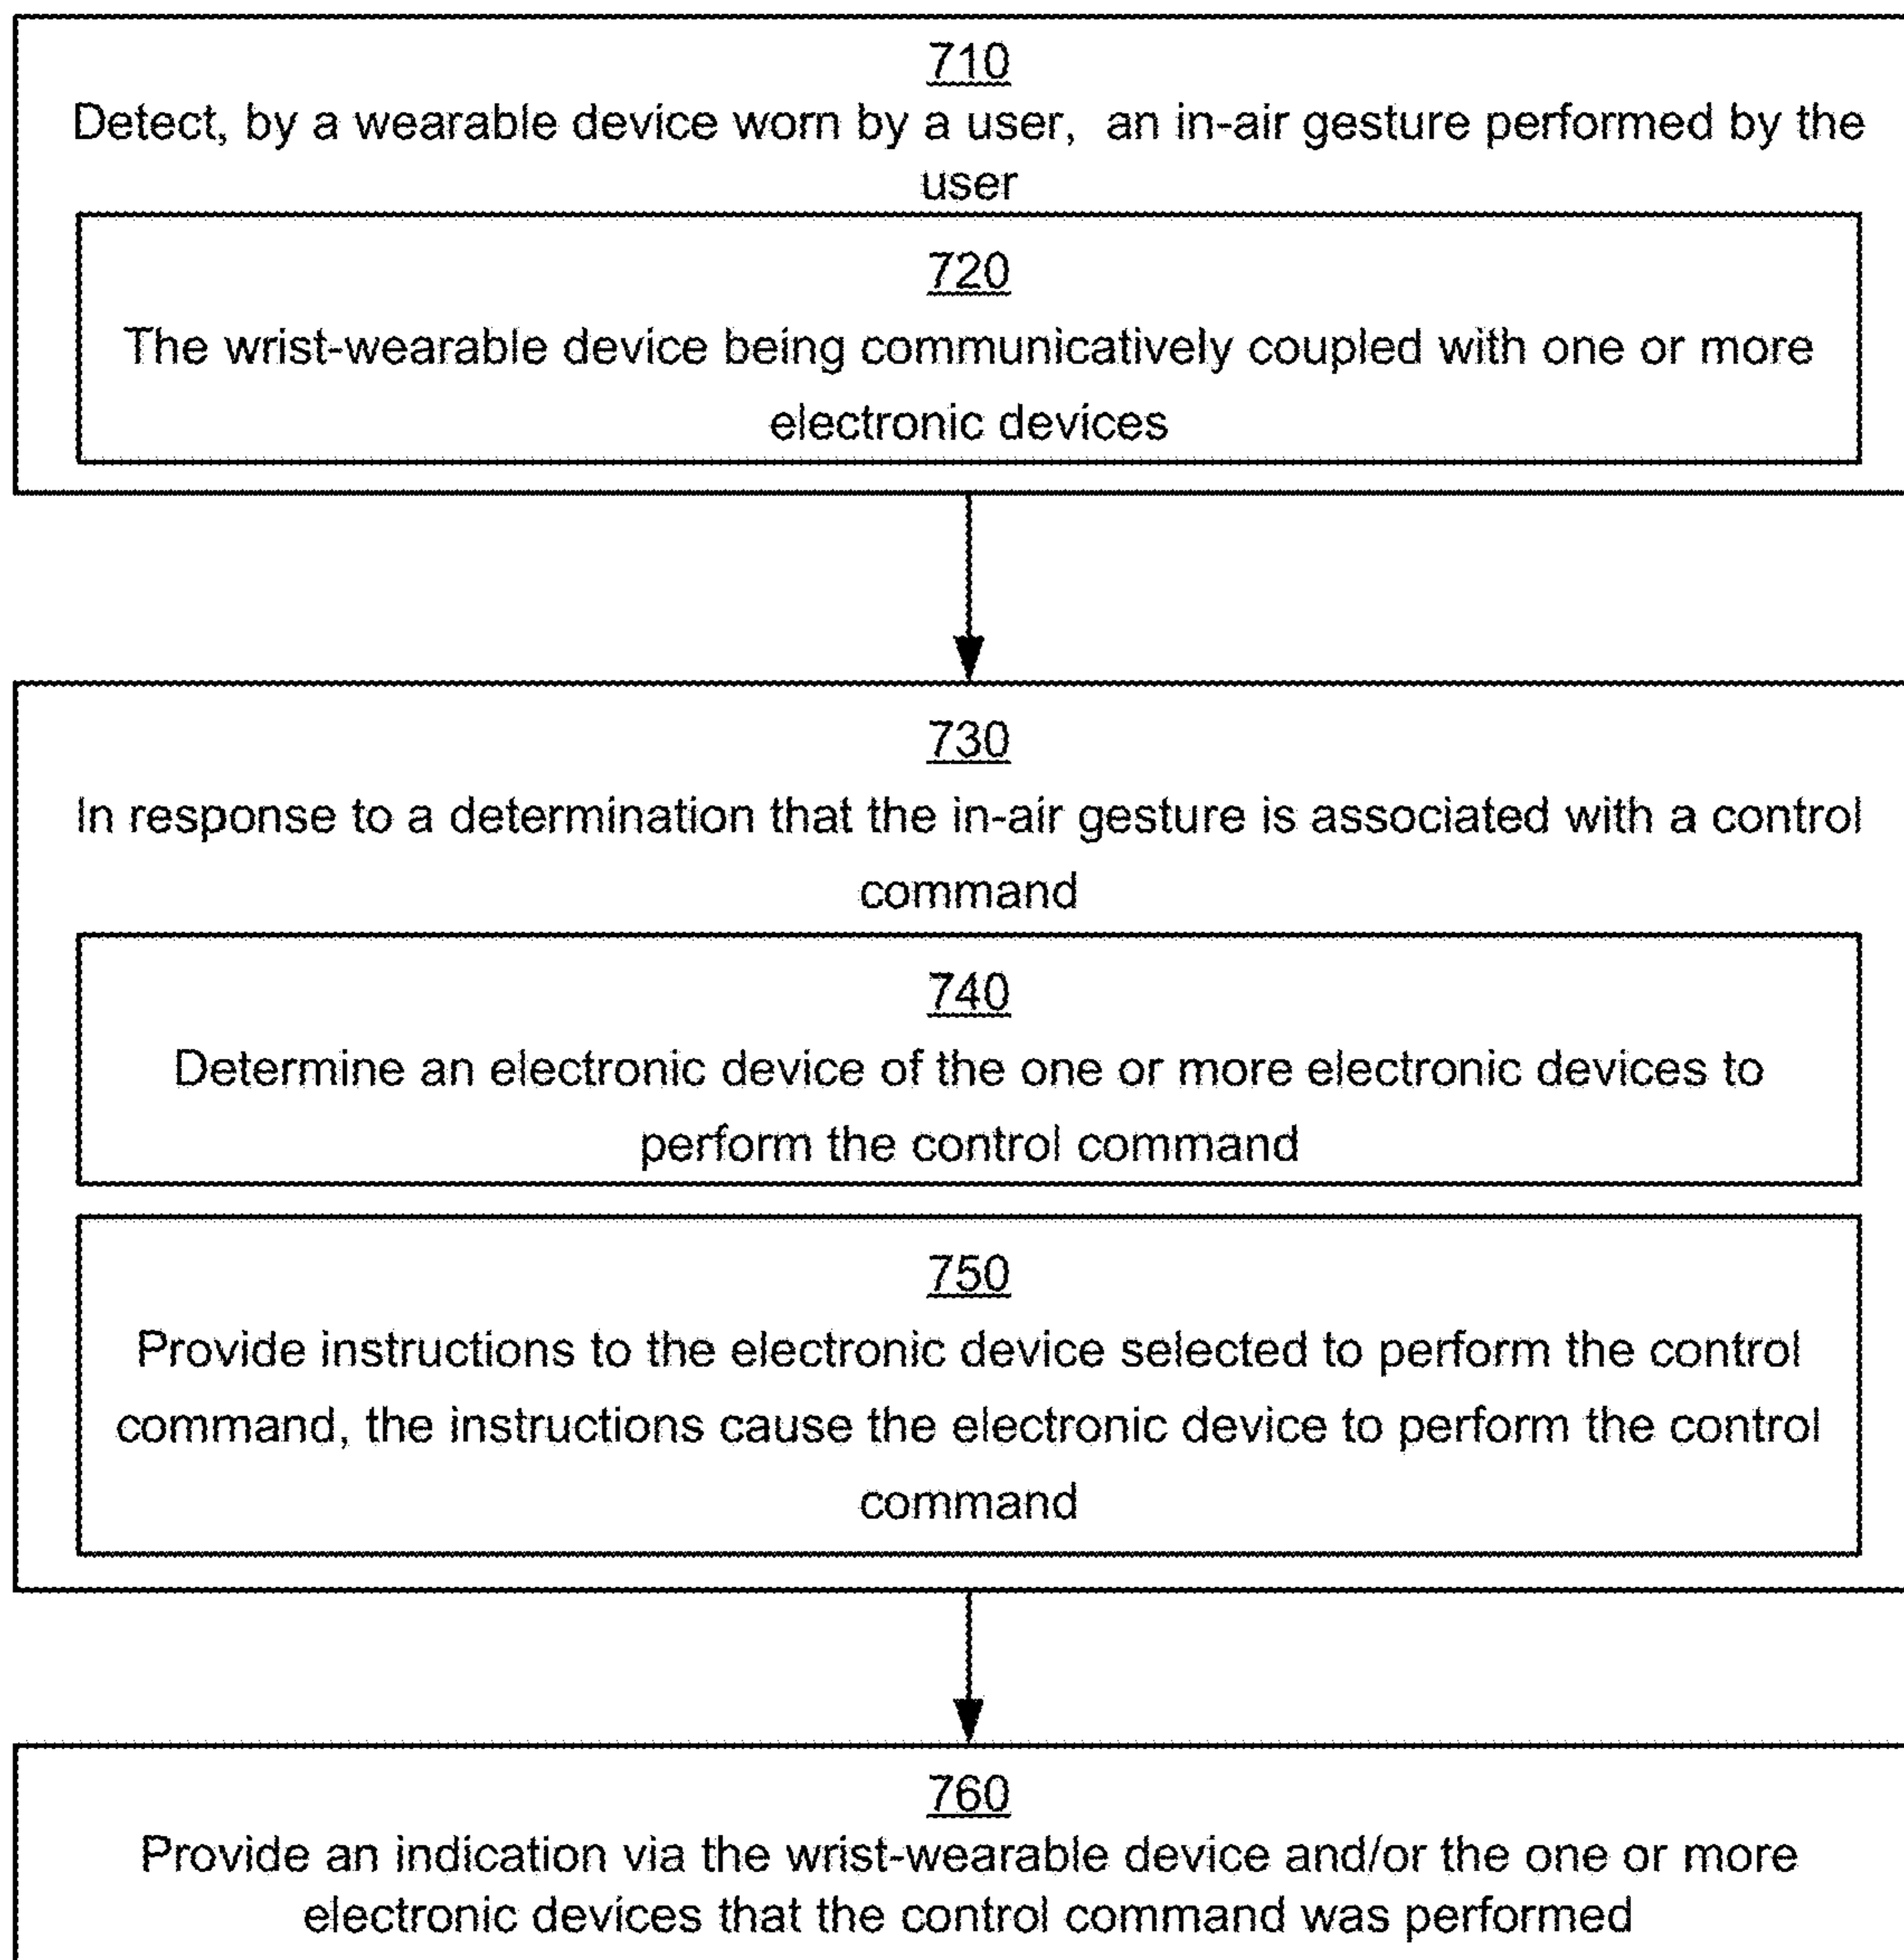 710
Detect, by a wearable device worn by a user, an in-air gesture performed by the
user
720
The wrist-wearable device being communicatively coupled with one or more
electronic devices
730
In response to a determination that the in-air gesture is associated with a control
command
740
Determine an electronic device of the one or more electronic devices to
perform the control command
750
Provide instructions to the electronic device selected to perform the control
command, the instructions cause the electronic device to perform the control
command
760
Provide an indication via the wrist-wearable device and/or the one or more
electronic devices that the control command was performed